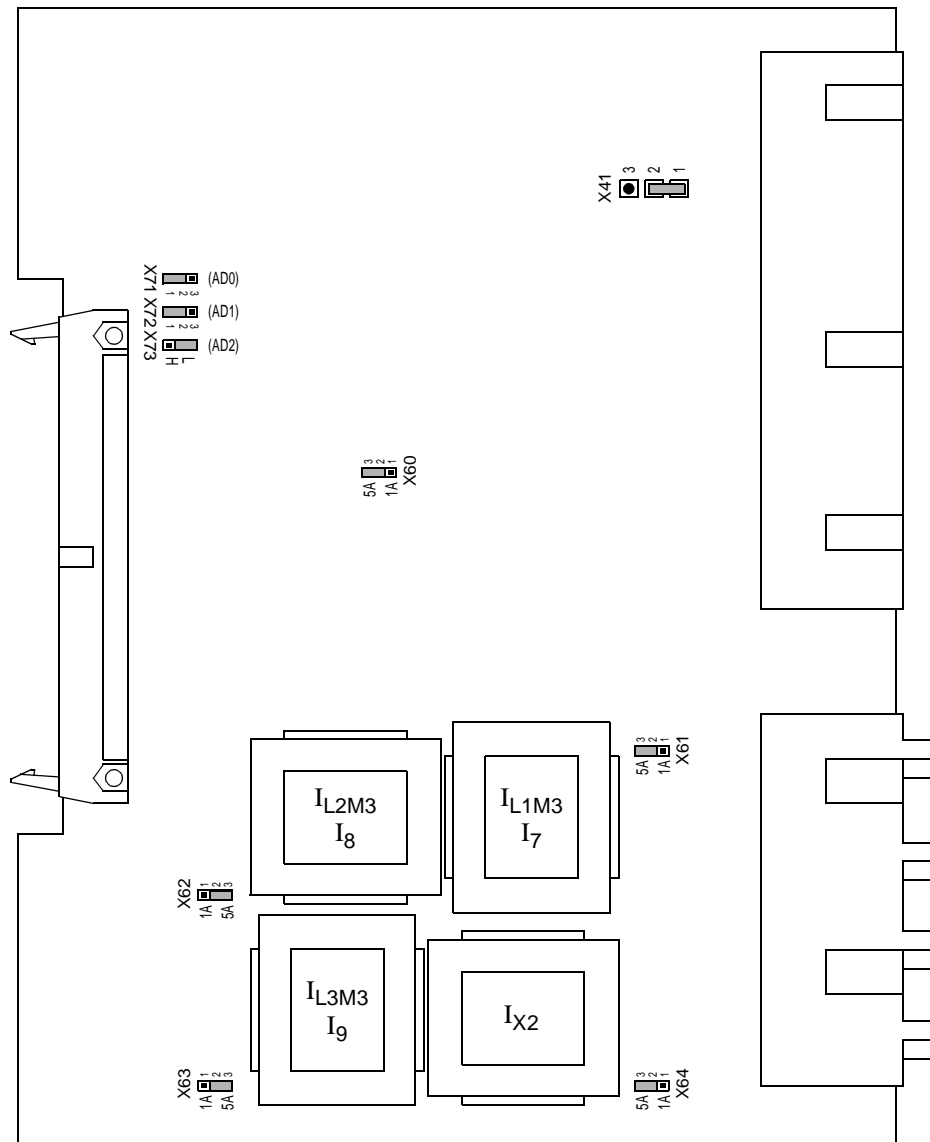 X41
3
2
1
X71
(AD0)
1 2 3
X72
(AD1)
1 2 3
X73
(AD2)
H L
3 2 1
5A 1A
X60
3 2 1
5A 1A
X61
IL2M3
I8
IL1M3
I7
X62
1 2 3
1A 5A
IL3M3
I9
IX2
X63
1 2 3
1A 5A
3 2 1
5A 1A
X64